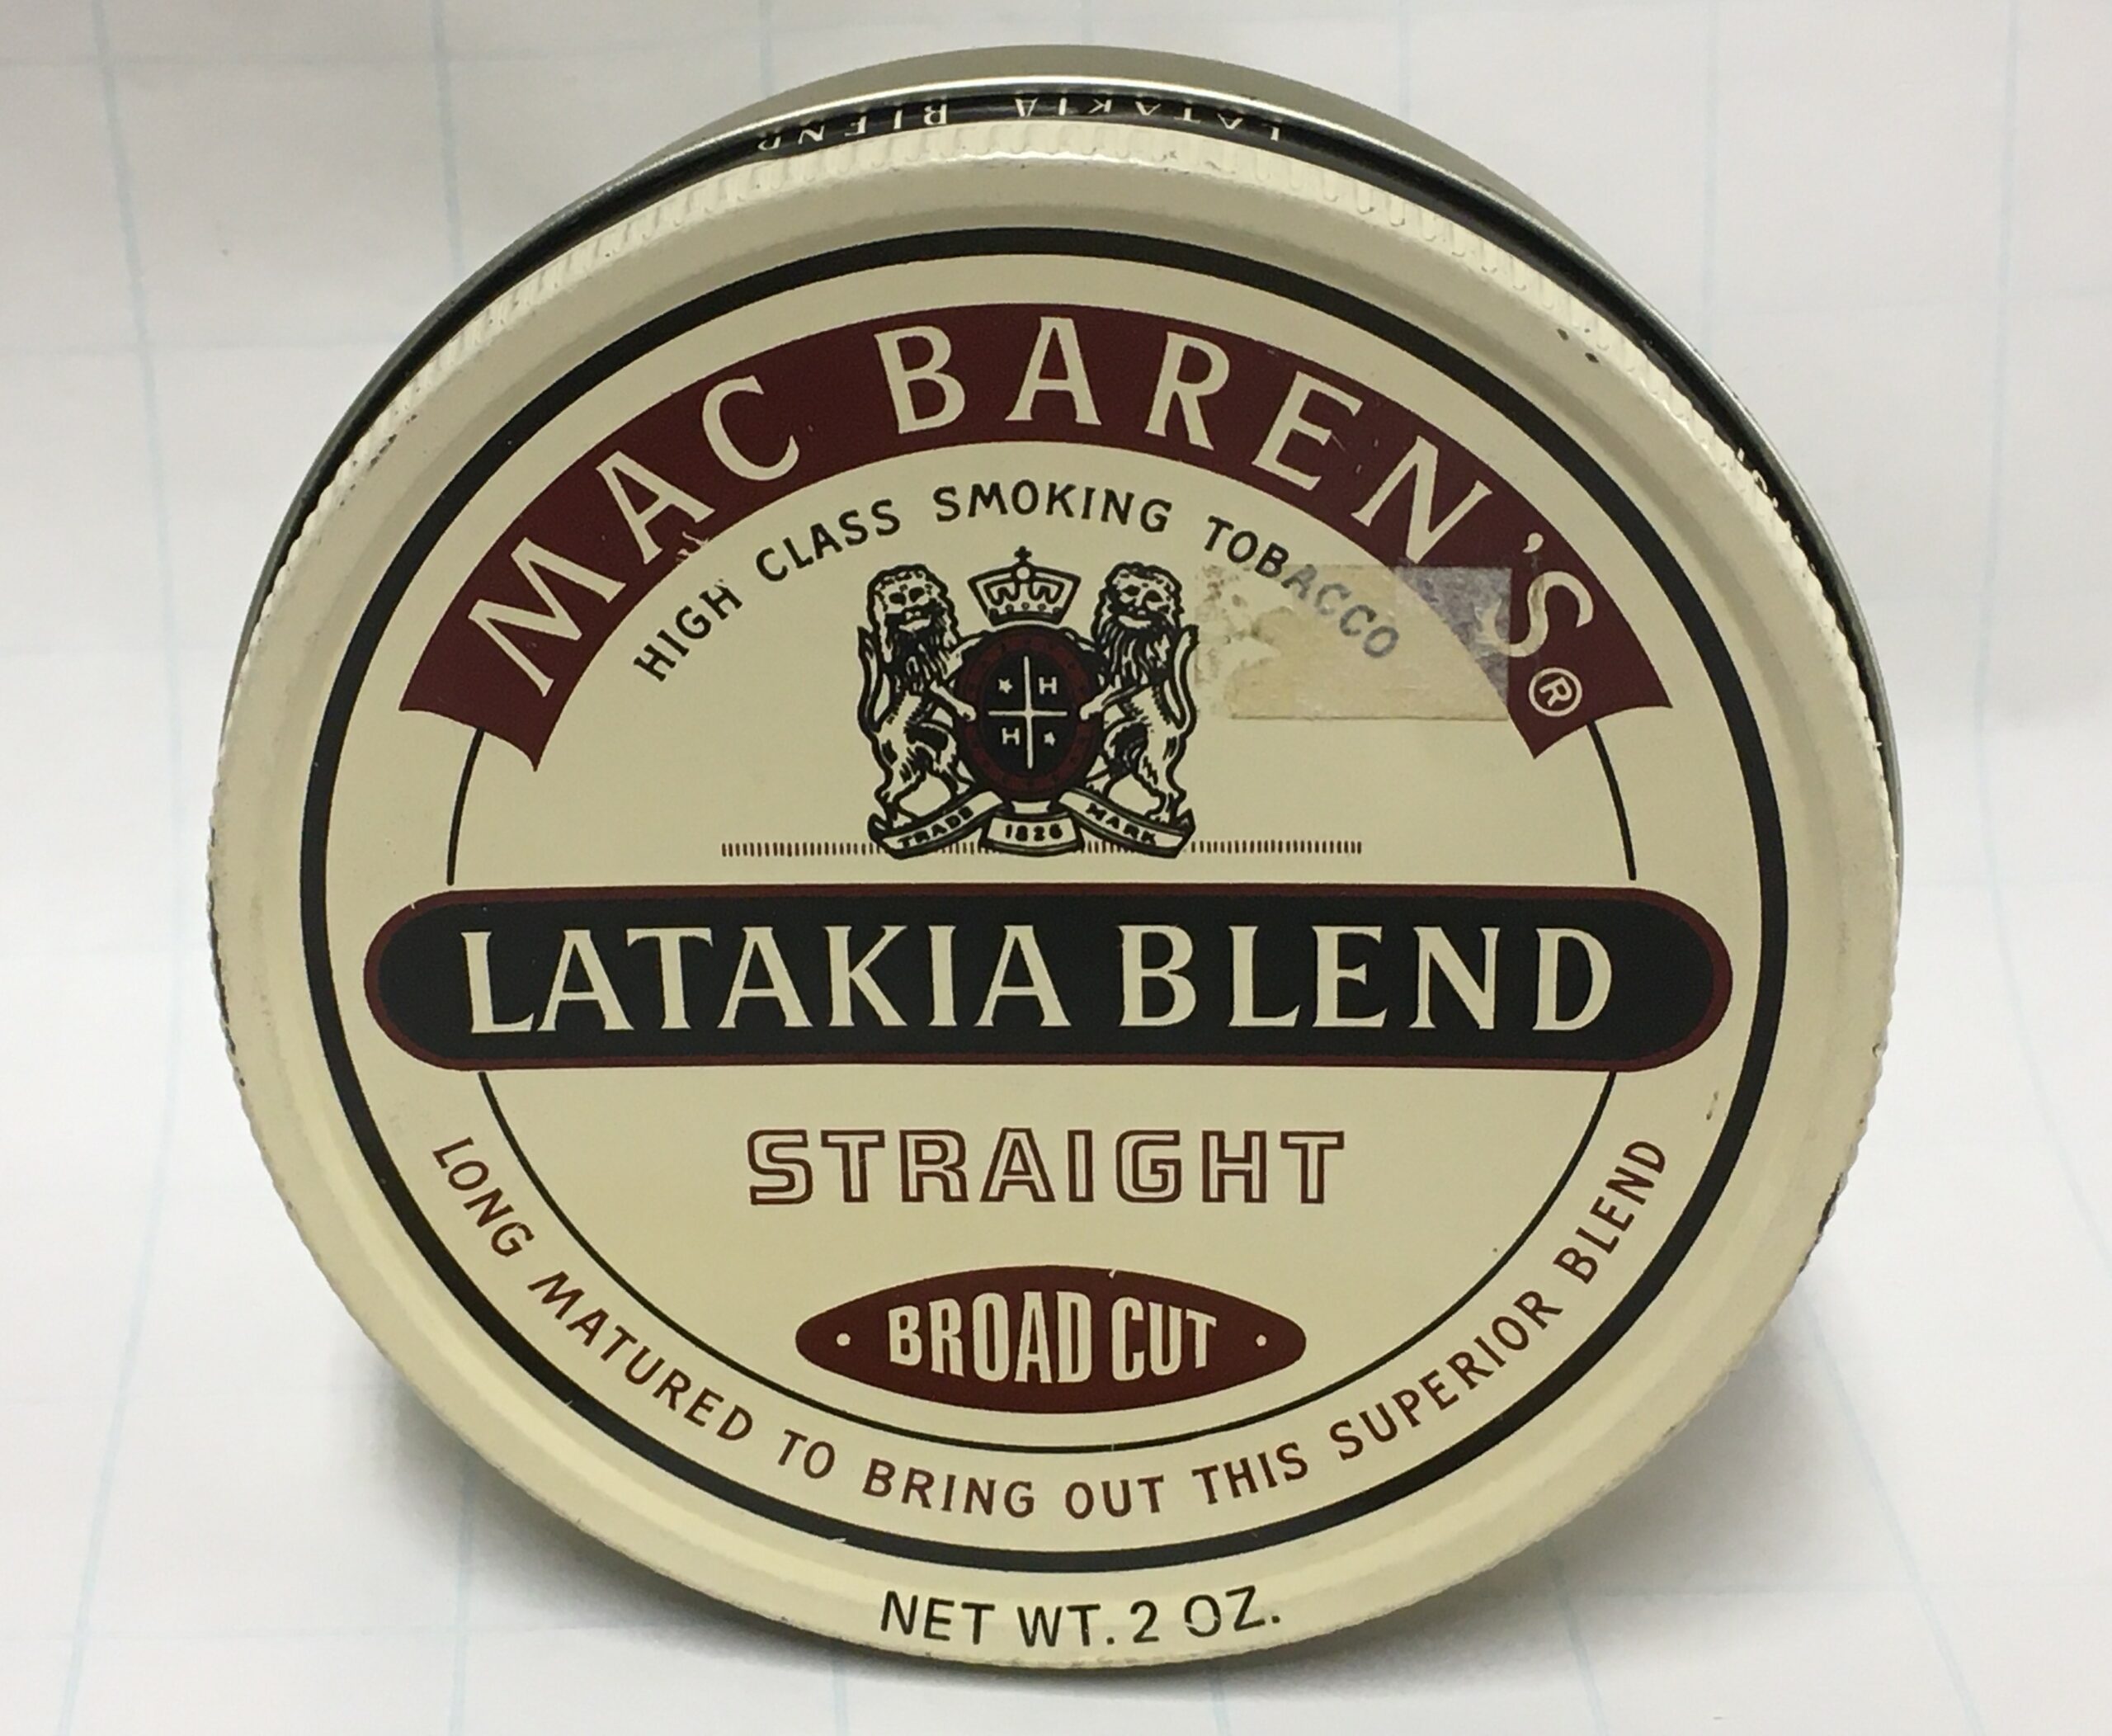 LATAKIA BLEND
MAC BAREN'S®
HIGH CLASS SMOKING TOBACCO
H
H
TRADE 1826 MARK
LATAKIA BLEND
STRAIGHT
· BROAD CUT ·
LONG MATURED TO BRING OUT THIS SUPERIOR BLEND
NET WT. 2 OZ.